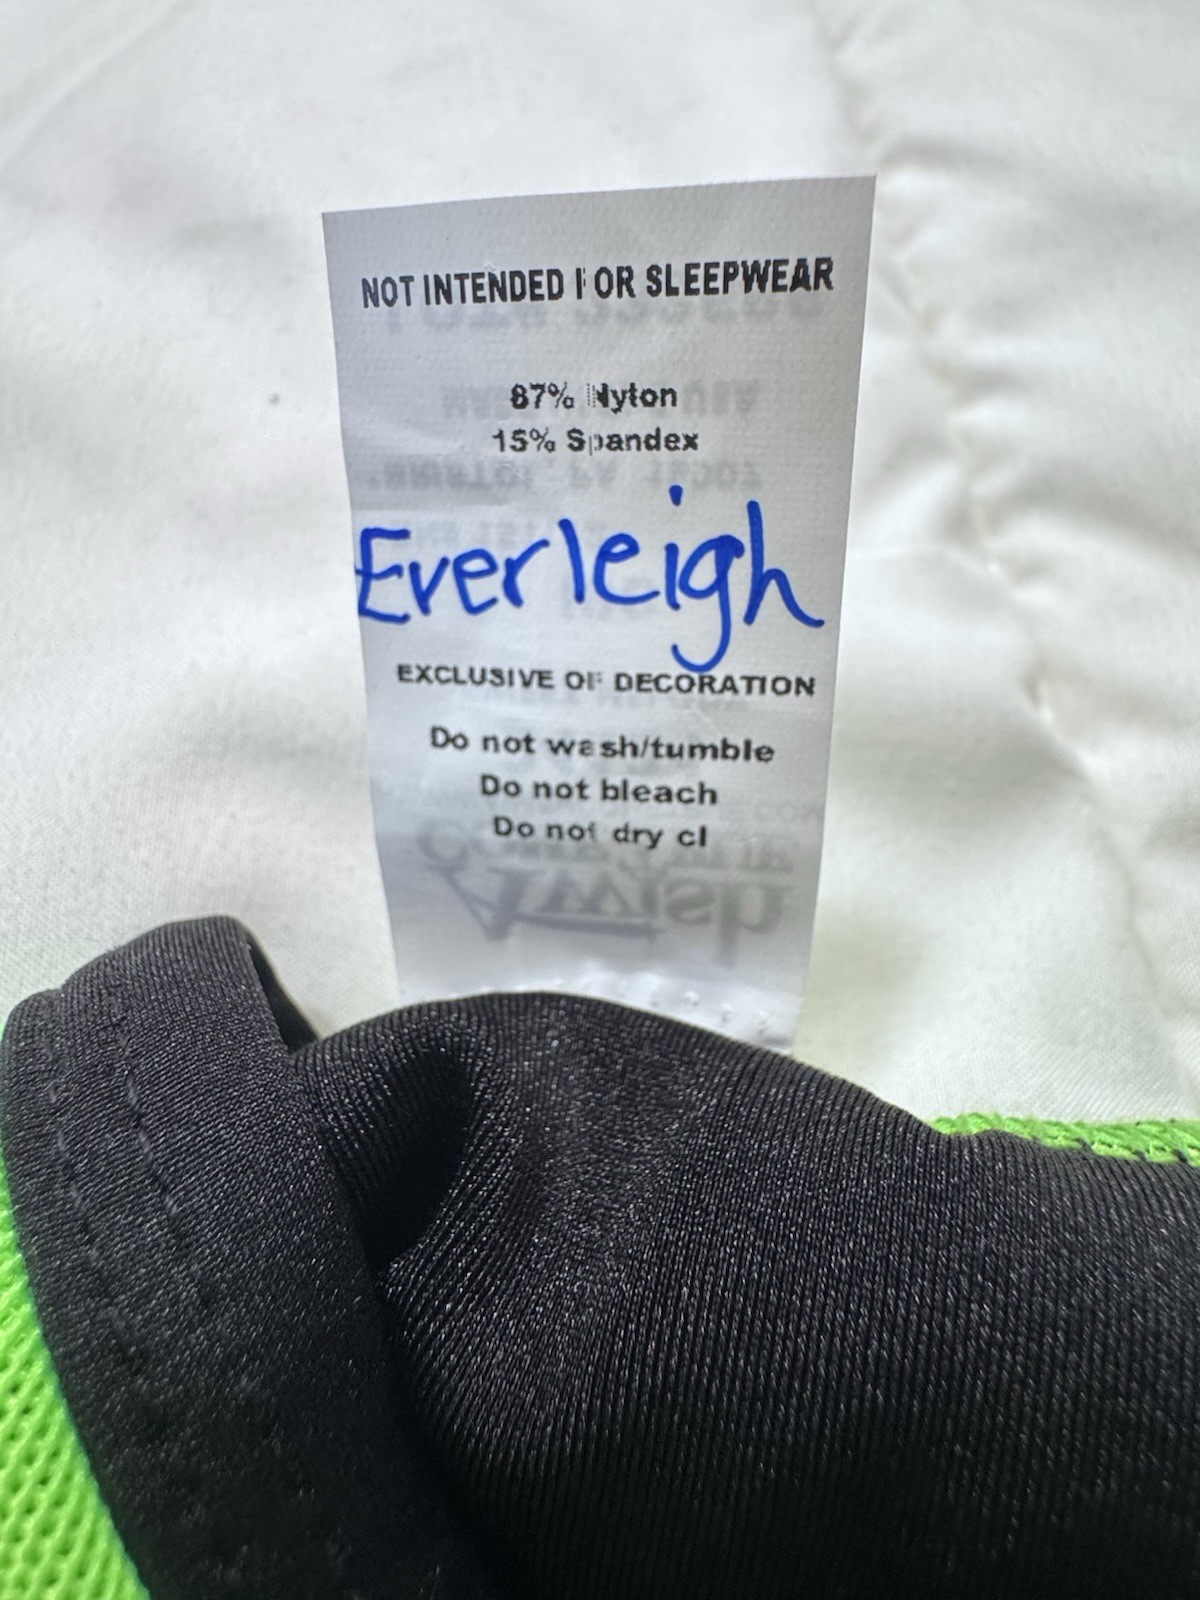 NOT INTENDED FOR SLEEPWEAR
87% Nylon
15% Spandex
Everleigh
EXCLUSIVE OF DECORATION
Do not wash/tumble
Do not bleach
Do not dry cl